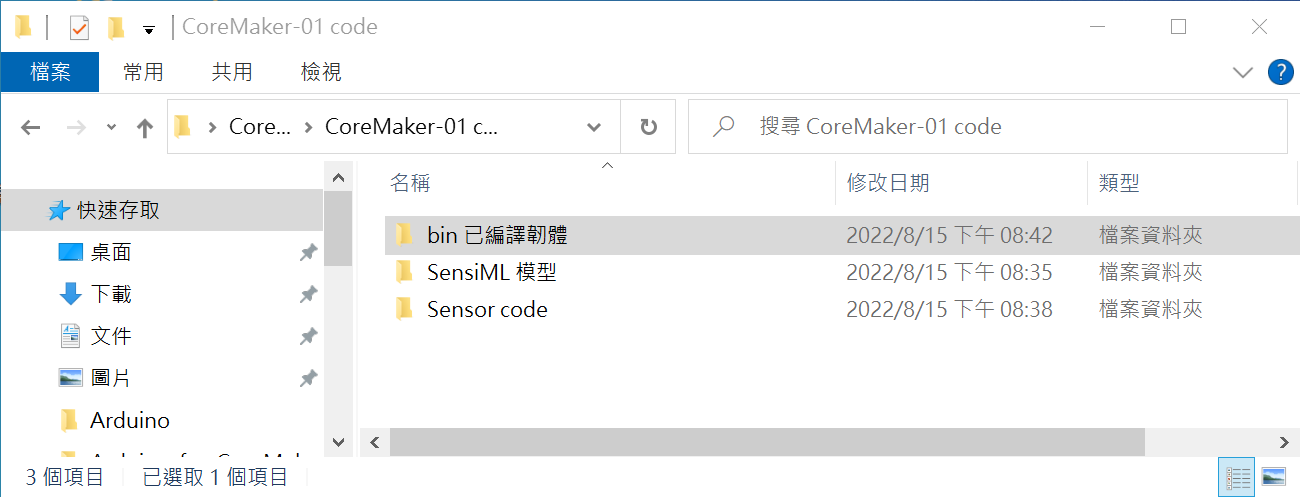 CoreMaker-01 code
檔案 常用 共用 檢視
Core... CoreMaker-01 c... 搜尋 CoreMaker-01 code
名稱 修改日期 類型
快速存取
bin 已編譯韌體 2022/8/15 下午 08:42 檔案資料夾
桌面
SensiML 模型 2022/8/15 下午 08:35 檔案資料夾
下載
Sensor code 2022/8/15 下午 08:38 檔案資料夾
文件
圖片
Arduino
3 個項目 已選取 1 個項目